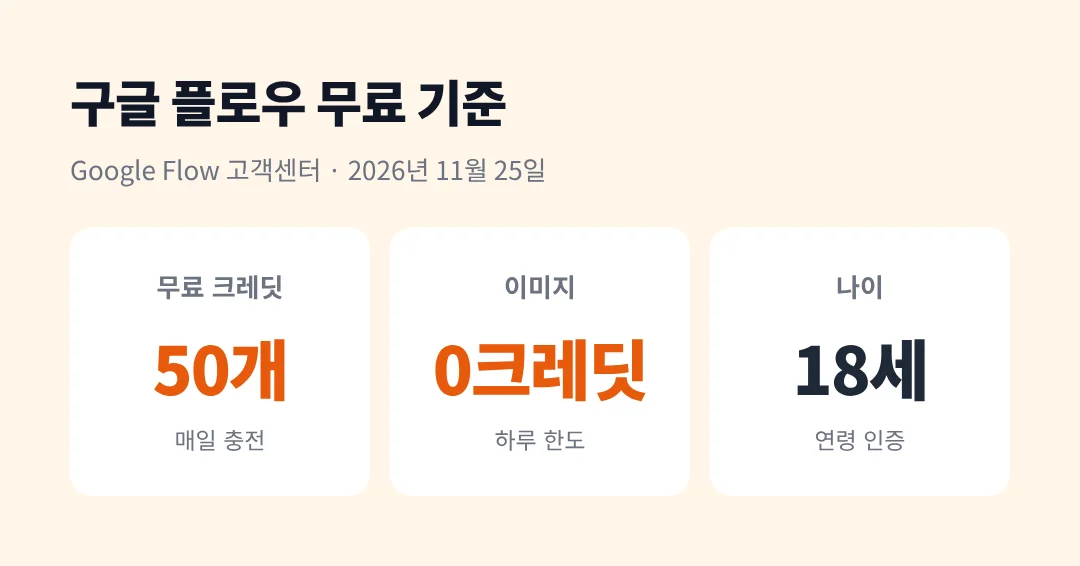 구글 플로우 무료 기준
Google Flow 고객센터 · 2026년 11월 25일
무료 크레딧
50개
매일 충전
이미지
0크레딧
하루 한도
나이
18세
연령 인증